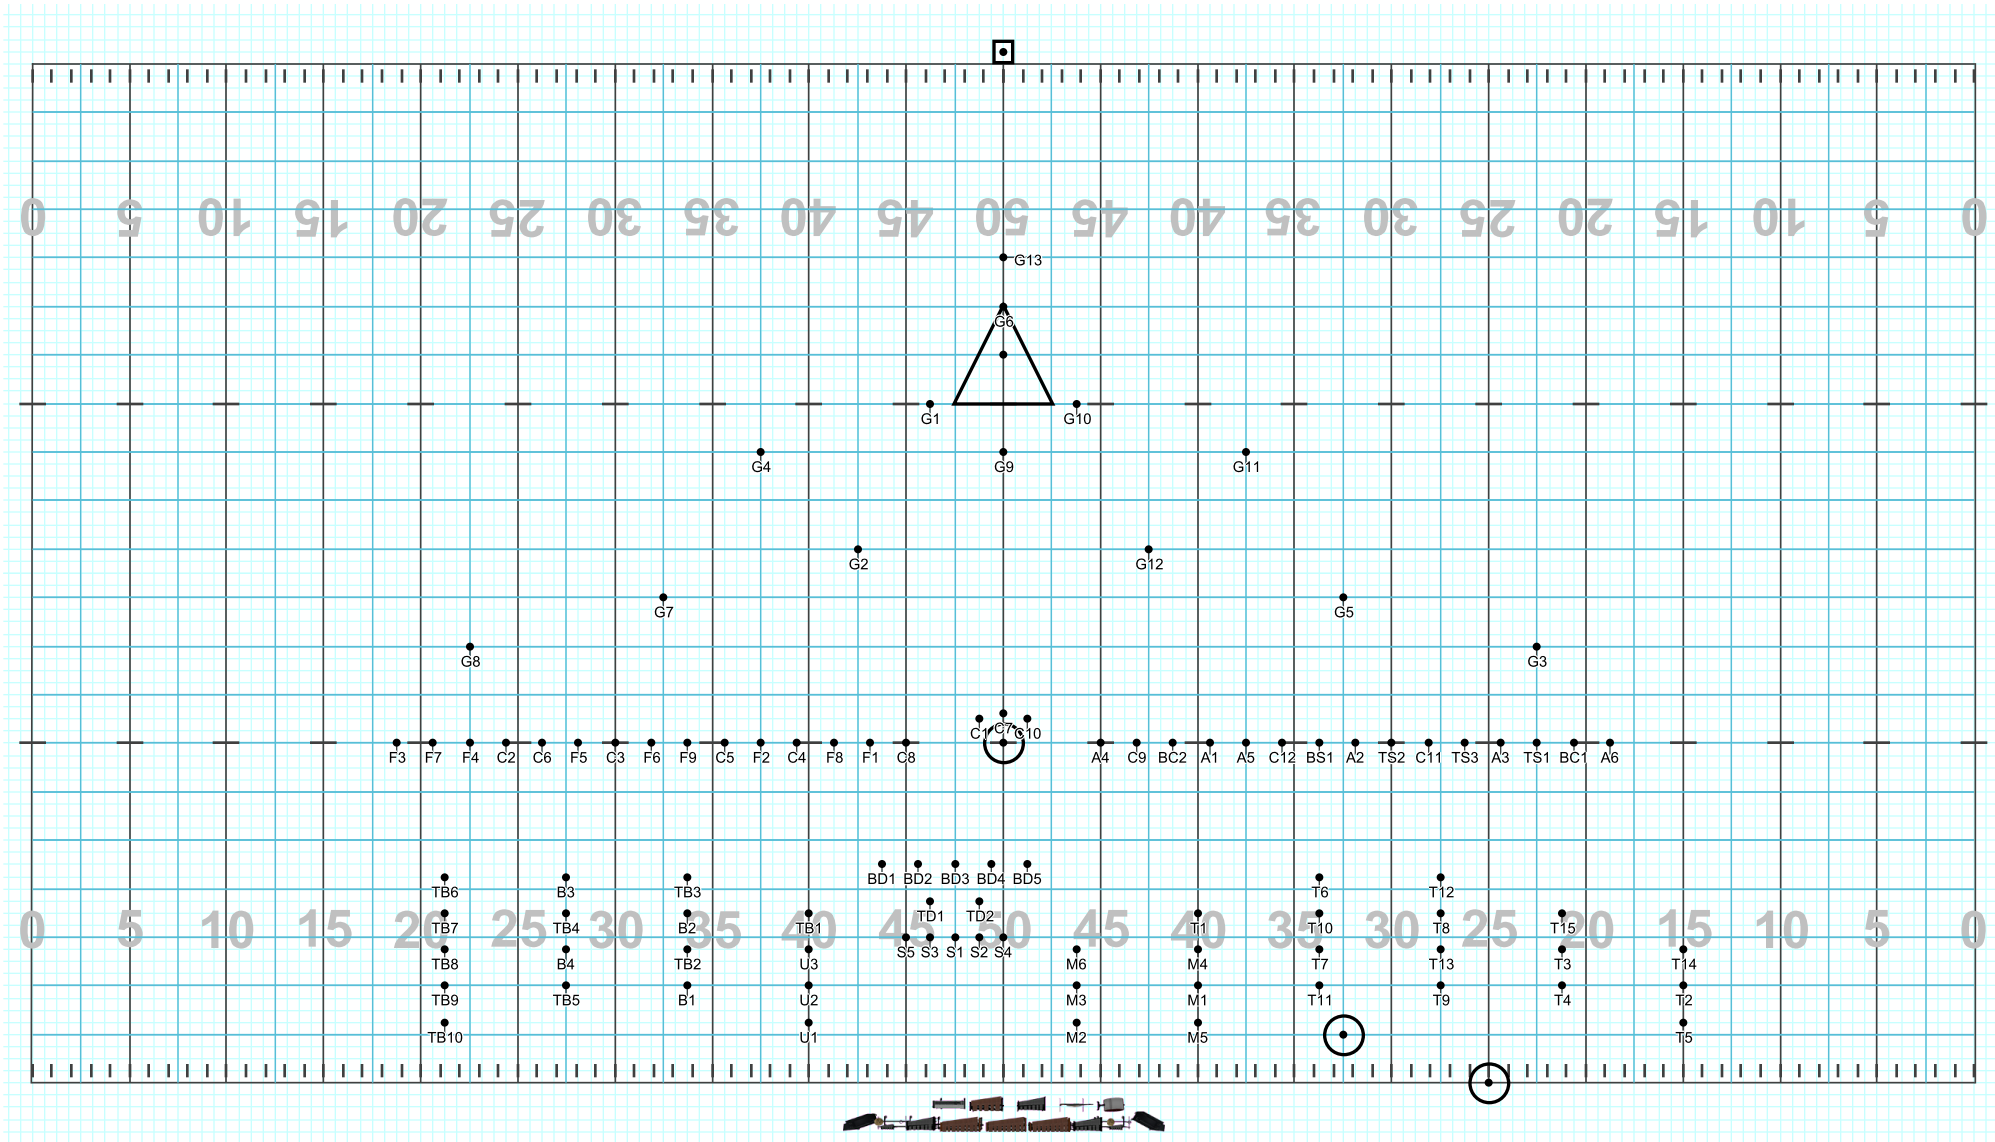 0 5 10 15 20 25 30 35 40 45 50 45 40 35 30 25 20 15 10 5 0
G13
G6
G1 G10
G4 G9 G11
G2 G12
G7 G5
G8 G3
C1 C7 C10
F3 F7 F4 C2 C6 F5 C3 F6 F9 C5 F2 C4 F8 F1 C8 A4 C9 BC2 A1 A5 C12 BS1 A2 TS2 C11 TS3 A3 TS1 BC1 A6
BD1 BD2 BD3 BD4 BD5
TB6 B3 TB3 T6 T12
TD1 TD2
TB7 TB4 B2 TB1 T1 T10 T8 T15
0 5 10 15 20 25 30 35 40 45 50 45 40 35 30 25 20 15 10 5 0
S5 S3 S1 S2 S4
TB8 B4 TB2 U3 M6 M4 T7 T13 T3 T14
TB9 TB5 B1 U2 M3 M1 T11 T9 T4 T2
TB10 U1 M2 M5 T5